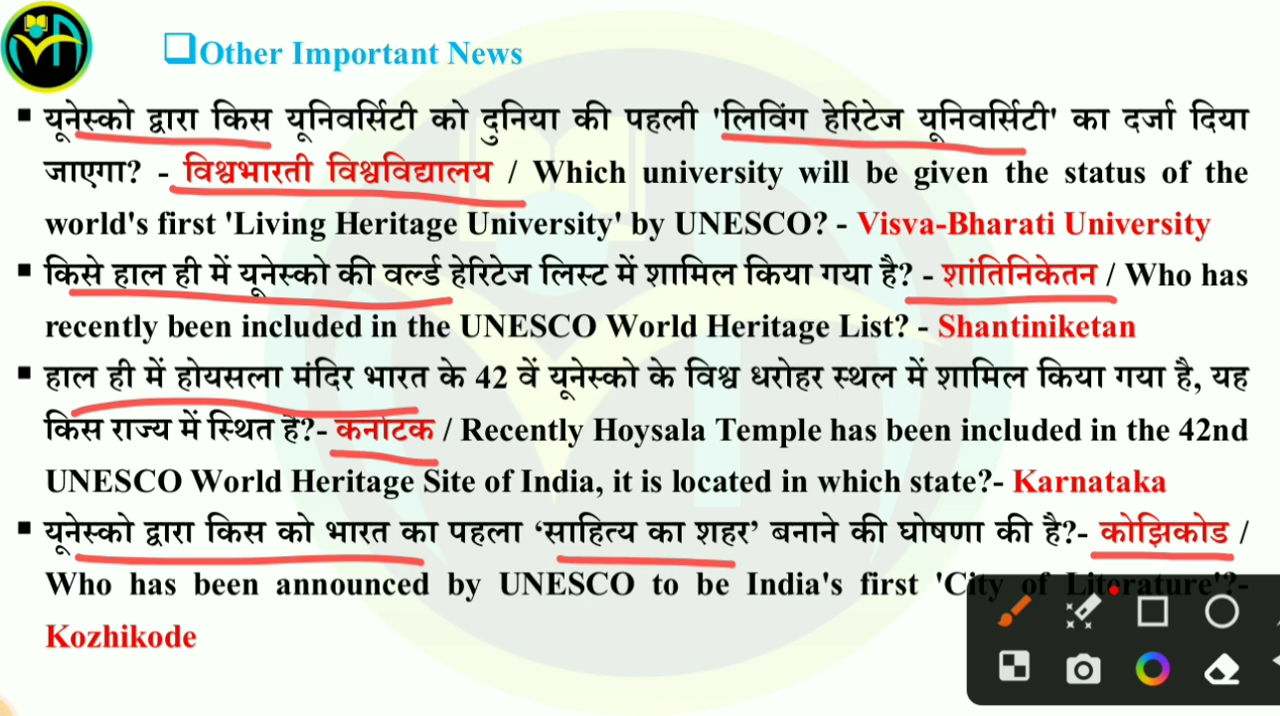 Other Important News
यूनेस्को द्वारा किस यूनिवर्सिटी को दुनिया की पहली 'लिविंग हेरिटेज यूनिवर्सिटी' का दर्जा दिया
जाएगा? - विश्वभारती विश्वविद्यालय / Which university will be given the status of the
world's first 'Living Heritage University' by UNESCO? - Visva-Bharati University
किसे हाल ही में यूनेस्को की वर्ल्ड हेरिटेज लिस्ट में शामिल किया गया है? - शांतिनिकेतन / Who has
recently been included in the UNESCO World Heritage List? - Shantiniketan
हाल ही में होयसला मंदिर भारत के 42 वें यूनेस्को के विश्व धरोहर स्थल में शामिल किया गया है, यह
किस राज्य में स्थित है?- कर्नाटक / Recently Hoysala Temple has been included in the 42nd
UNESCO World Heritage Site of India, it is located in which state?- Karnataka
यूनेस्को द्वारा किस को भारत का पहला ‘साहित्य का शहर’ बनाने की घोषणा की है?- कोझिकोड /
Who has been announced by UNESCO to be India's first 'City of Literature'?-
Kozhikode